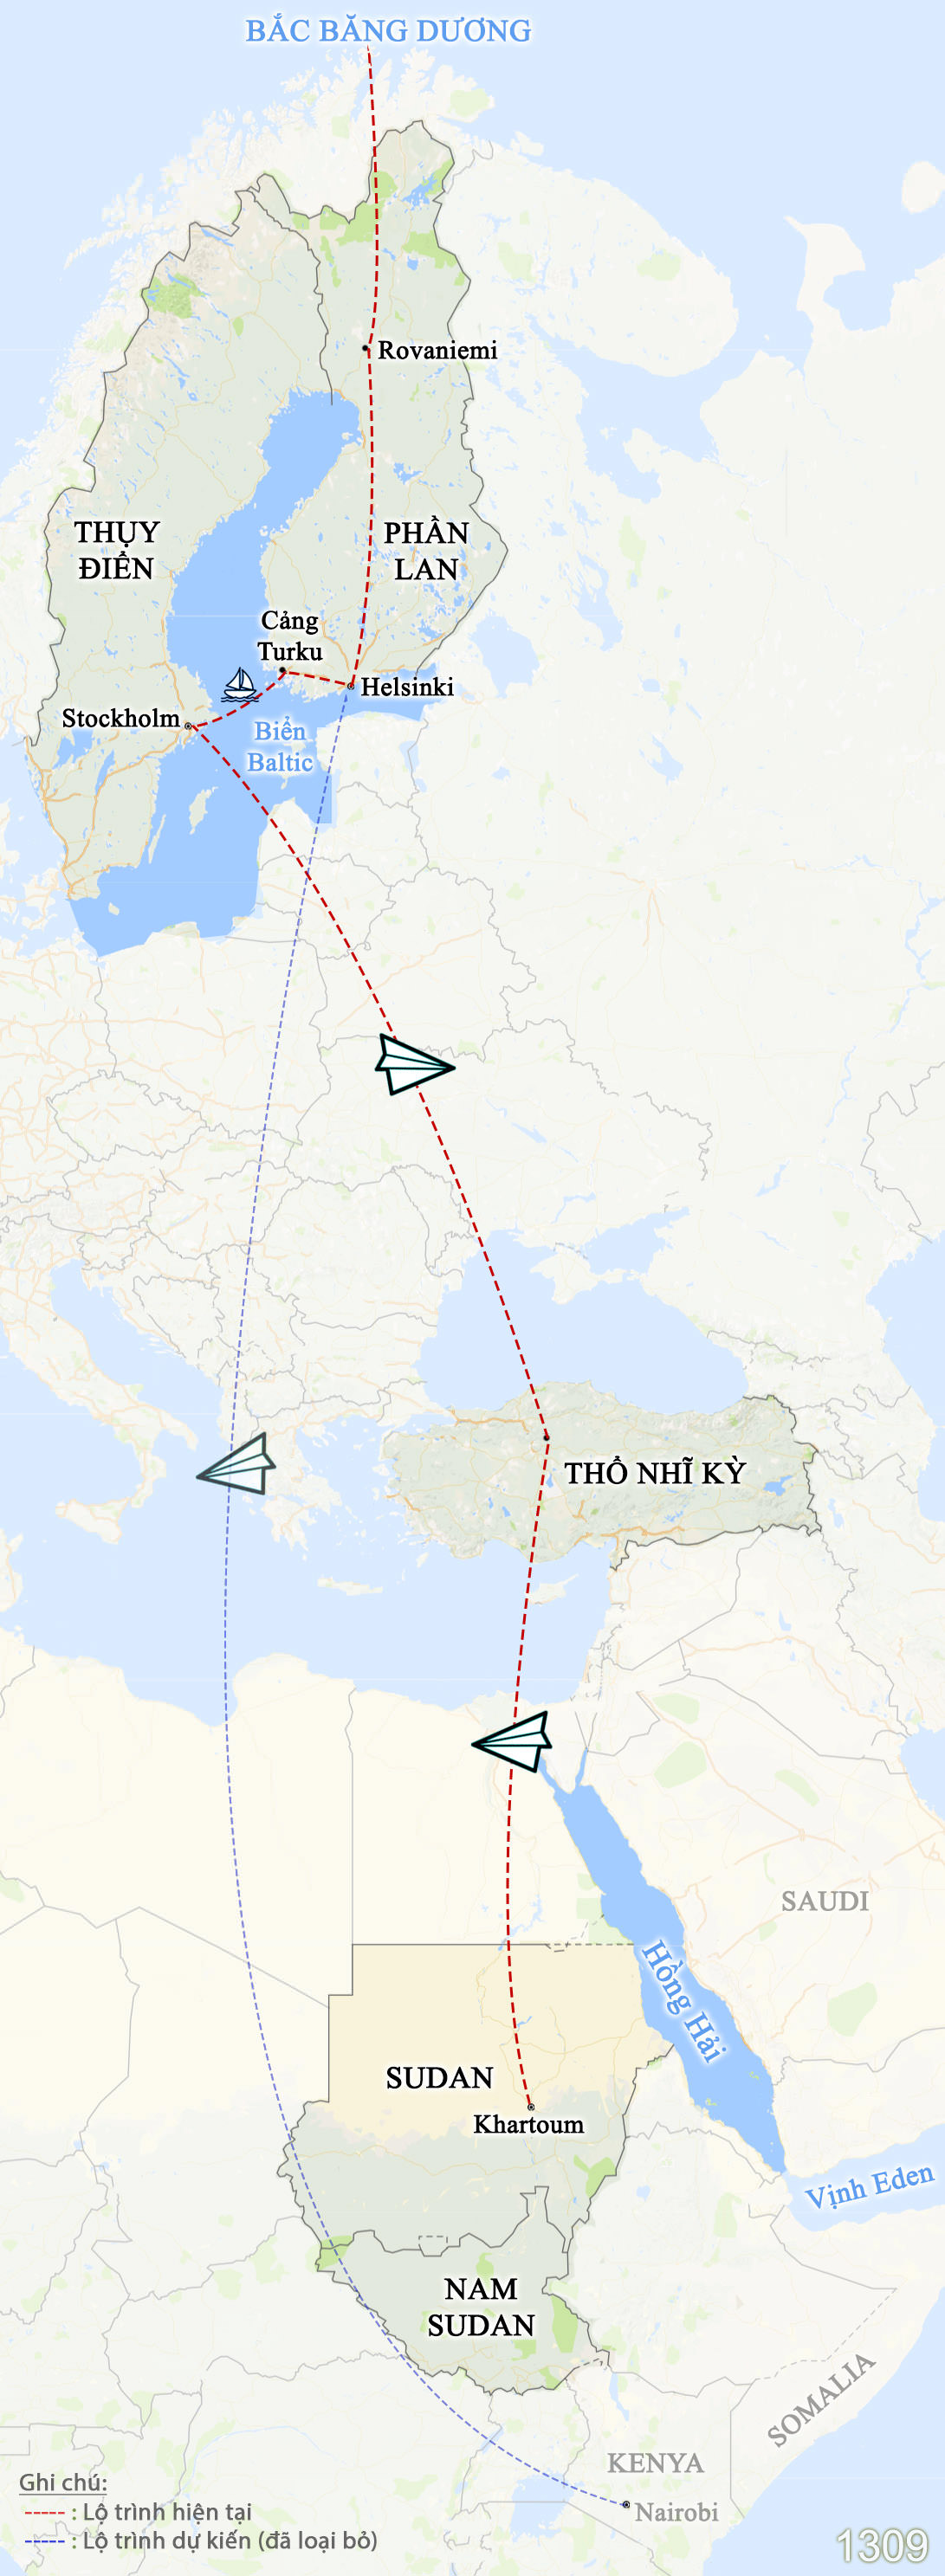 BẮC BĂNG DƯƠNG
Rovaniemi
THỤY
ĐIỂN
PHẦN
LAN
Cảng
Turku
Helsinki
Stockholm
Biển
Baltic
THỔ NHĨ KỲ
SAUDI
Hồng Hải
SUDAN
Khartoum
Vịnh Eden
NAM
SUDAN
SOMALIA
KENYA
Nairobi
Ghi chú:
: Lộ trình hiện tại
: Lộ trình dự kiến (đã loại bỏ)
1309